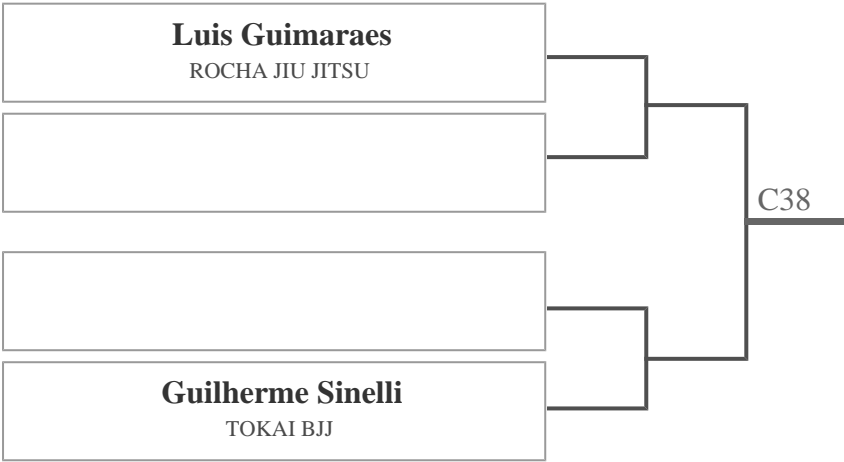 Luis Guimaraes
ROCHA JIU JITSU
C38
Guilherme Sinelli
TOKAI BJJ